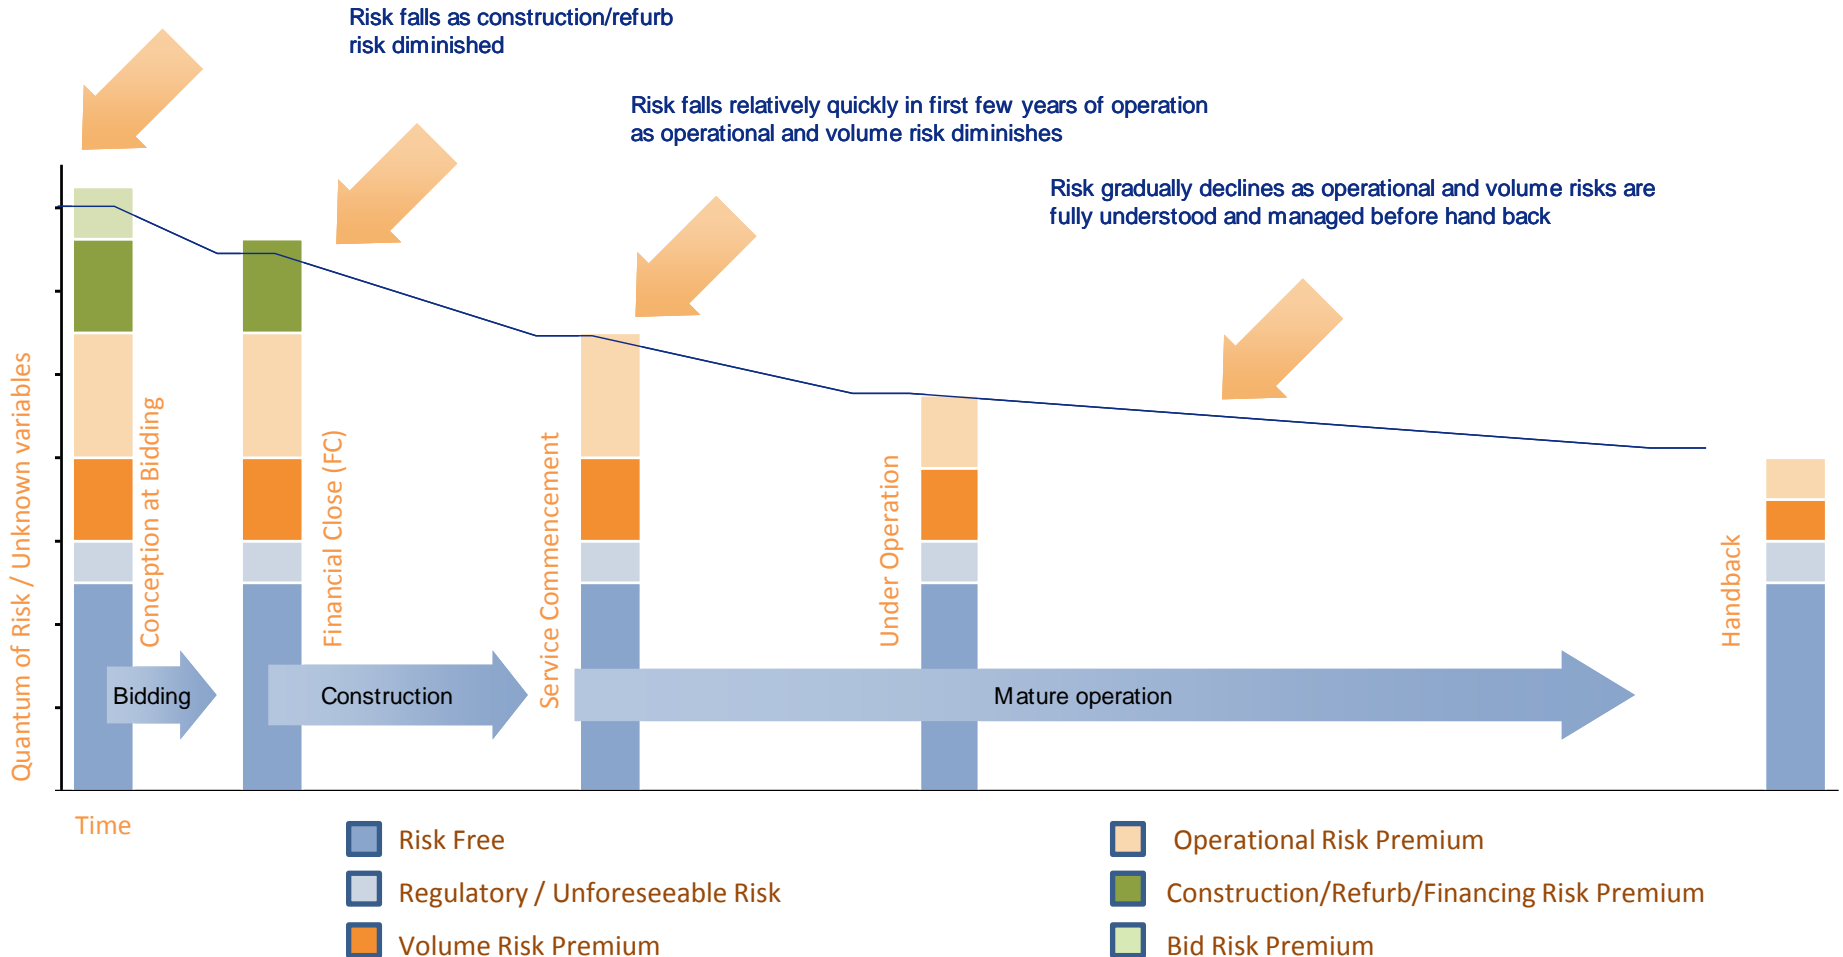 Risk falls as construction/refurb
risk diminished
Risk falls relatively quickly in first few years of operation
as operational and volume risk diminishes
Risk gradually declines as operational and volume risks are
fully understood and managed before hand back
Quantum of Risk / Unknown variables
Conception at Bidding
Financial Close (FC)
Service Commencement
Under Operation
Handback
Bidding
Construction
Mature operation
Time
Risk Free
Operational Risk Premium
Regulatory / Unforeseeable Risk
Construction/Refurb/Financing Risk Premium
Volume Risk Premium
Bid Risk Premium